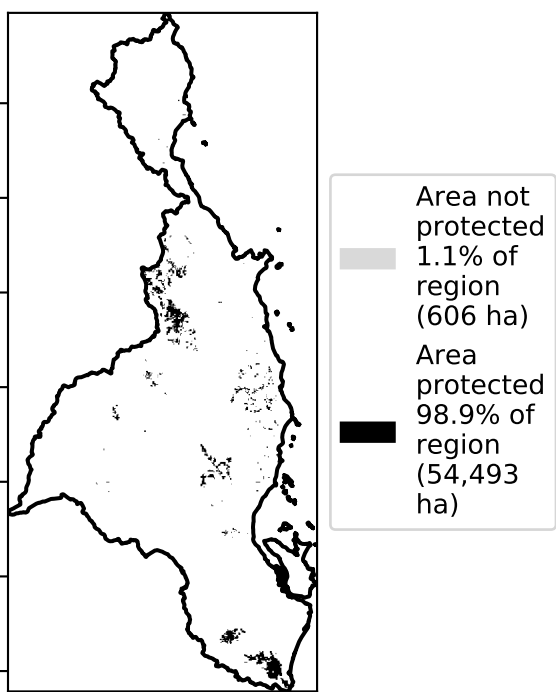 Area not
protected
1.1% of
region
(606 ha)
Area
protected
98.9% of
region
(54,493
ha)